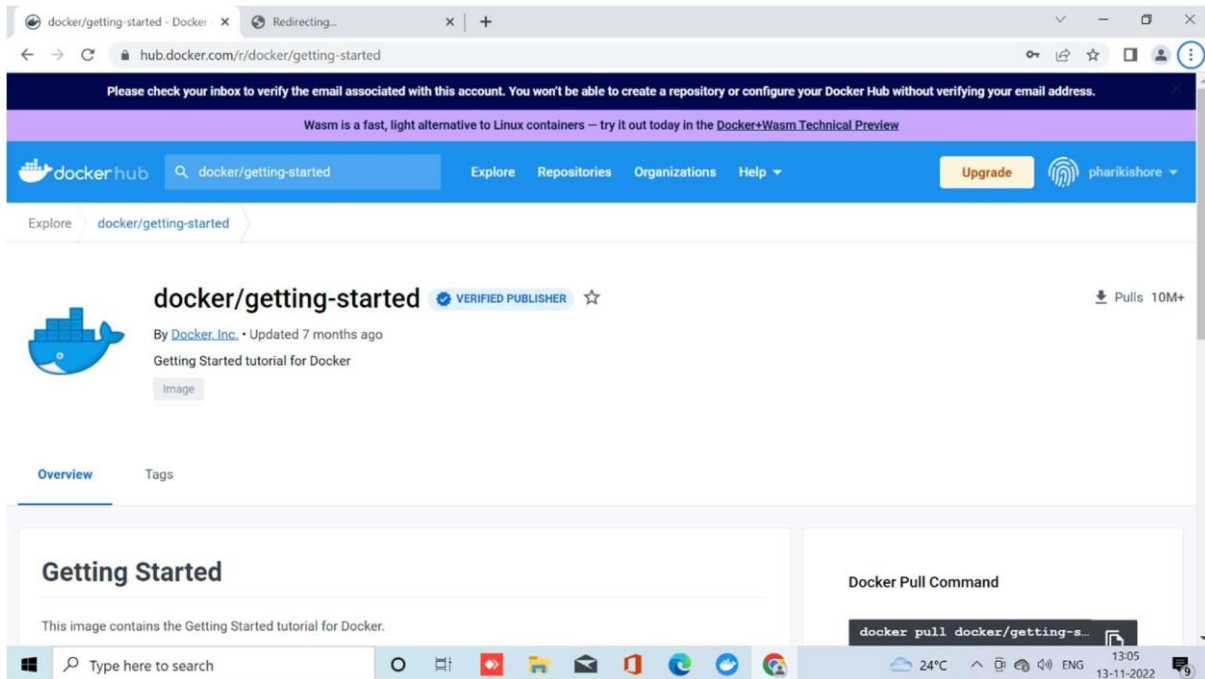 docker/getting-started - Docker
Redirecting...
hub.docker.com/r/docker/getting-started
Please check your inbox to verify the email associated with this account. You won't be able to create a repository or configure your Docker Hub without verifying your email address.
Wasm is a fast, light alternative to Linux containers — try it out today in the Docker+Wasm Technical Preview
dockerhub
docker/getting-started
Explore Repositories Organizations Help
Upgrade
pharikishore
Explore docker/getting-started
docker/getting-started VERIFIED PUBLISHER
Pulls 10M+
By Docker, Inc. • Updated 7 months ago
Getting Started tutorial for Docker
Image
Overview Tags
Getting Started
Docker Pull Command
This image contains the Getting Started tutorial for Docker.
docker pull docker/getting-s...
Type here to search
24°C
ENG
13:05
13-11-2022
9